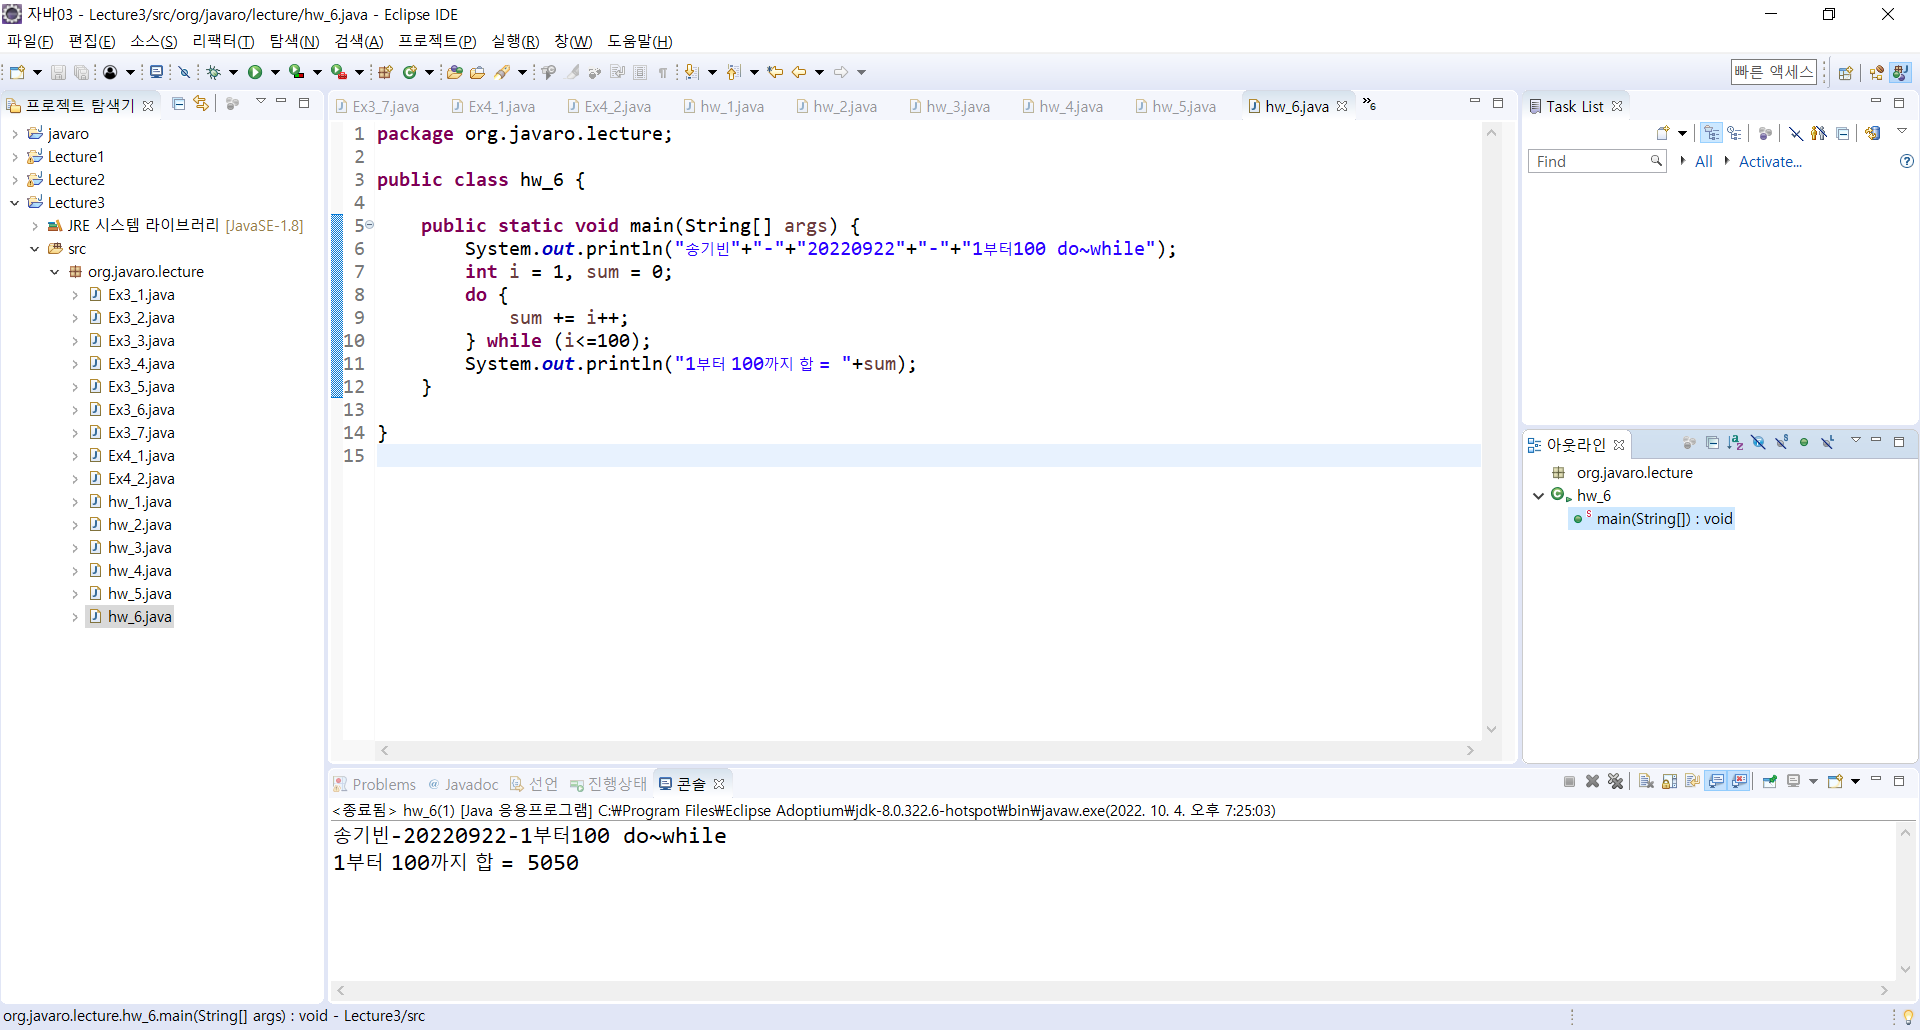 자바03 - Lecture3/src/org/javaro/lecture/hw_6.java - Eclipse IDE
파일(F) 편집(E) 소스(S) 리팩터(T) 탐색(N) 검색(A) 프로젝트(P) 실행(R) 창(W) 도움말(H)
빠른 액세스
프로젝트 탐색기
javaro
Lecture1
Lecture2
Lecture3
JRE 시스템 라이브러리 [JavaSE-1.8]
src
org.javaro.lecture
Ex3_1.java
Ex3_2.java
Ex3_3.java
Ex3_4.java
Ex3_5.java
Ex3_6.java
Ex3_7.java
Ex4_1.java
Ex4_2.java
hw_1.java
hw_2.java
hw_3.java
hw_4.java
hw_5.java
hw_6.java
Ex3_7.java Ex4_1.java Ex4_2.java hw_1.java hw_2.java hw_3.java hw_4.java hw_5.java hw_6.java »6
1 package org.javaro.lecture;
2
3 public class hw_6 {
4
5 public static void main(String[] args) {
6 System.out.println("송기빈"+"-"+"20220922"+"-"+"1부터100 do~while");
7 int i = 1, sum = 0;
8 do {
9 sum += i++;
10 } while (i<=100);
11 System.out.println("1부터 100까지 합 = "+sum);
12 }
13
14 }
15
Task List
Find All Activate...
아웃라인
org.javaro.lecture
hw_6
main(String[]) : void
Problems @ Javadoc 선언 진행상태 콘솔
<종료됨> hw_6(1) [Java 응용프로그램] C:₩Program Files₩Eclipse Adoptium₩jdk-8.0.322.6-hotspot₩bin₩javaw.exe(2022. 10. 4. 오후 7:25:03)
송기빈-20220922-1부터100 do~while
1부터 100까지 합 = 5050
org.javaro.lecture.hw_6.main(String[] args) : void - Lecture3/src